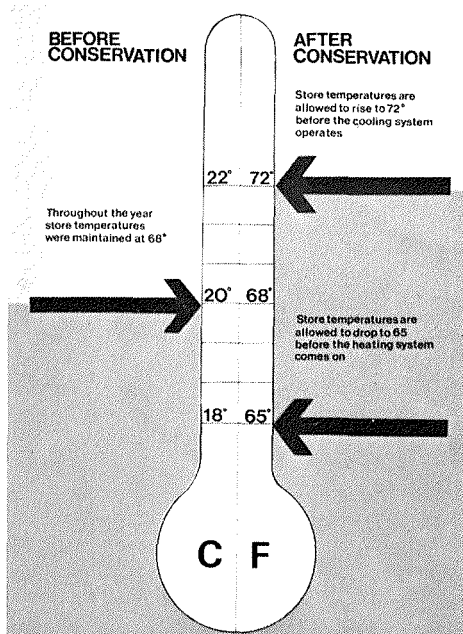 BEFORE
CONSERVATION
AFTER
CONSERVATION
Store temperatures are
allowed to rise to 72°
before the cooling system
operates
22° 72°
Throughout the year
store temperatures
were maintained at 68°
20° 68°
Store temperatures are
allowed to drop to 65
before the heating system
comes on
18° 65°
C F